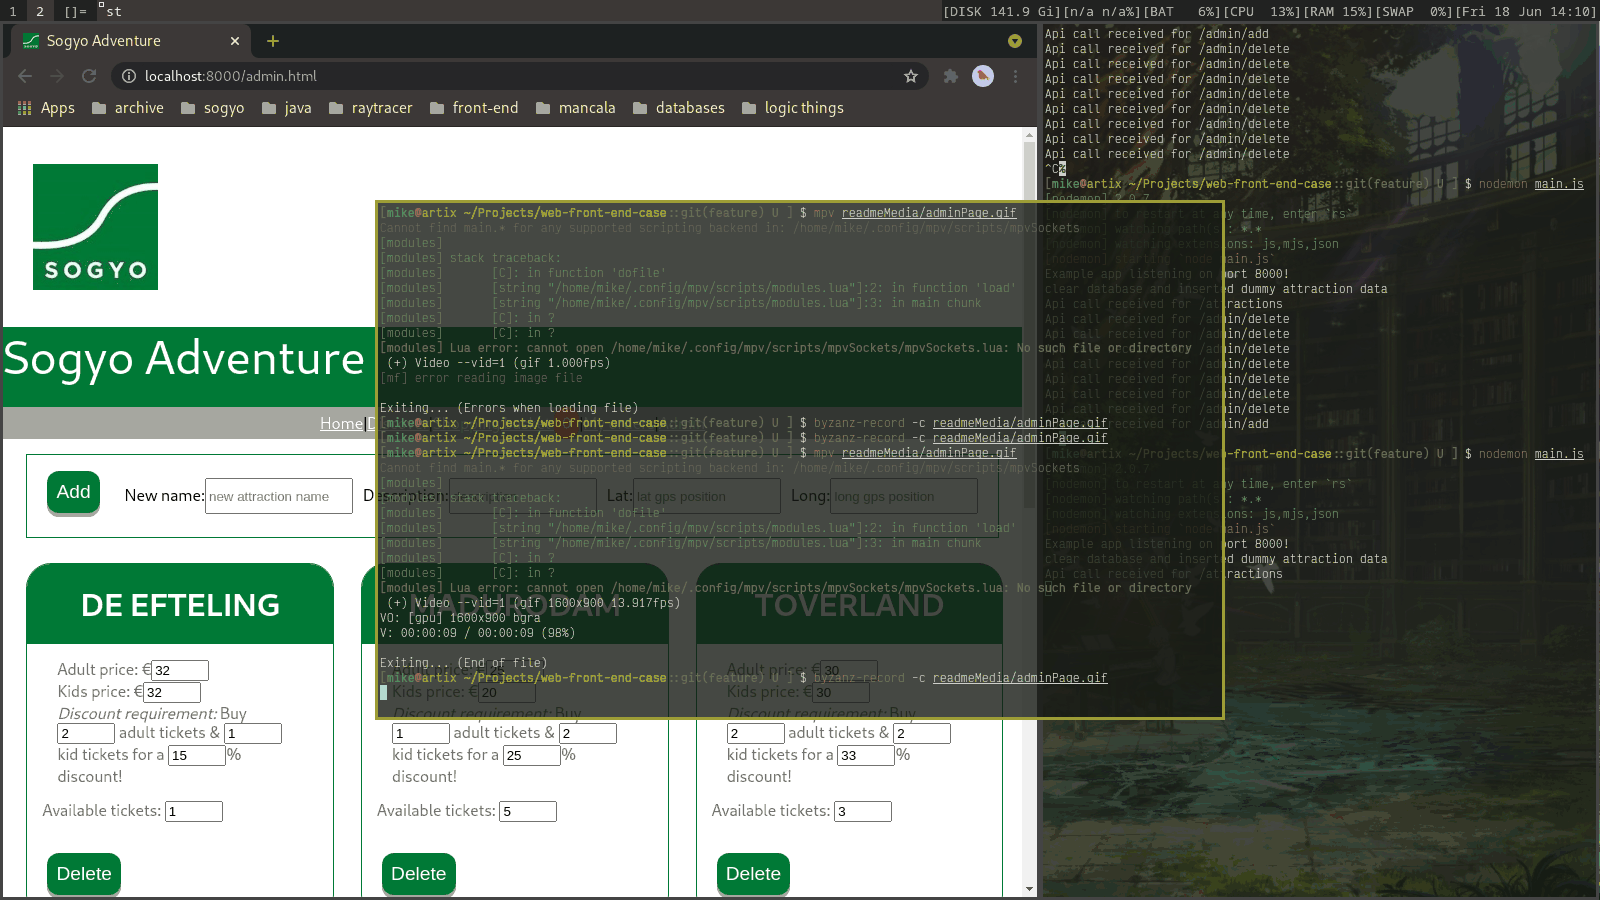 1 2 []= st [DISK 141.9 Gi][n/a n/a%][BAT 6%][CPU 13%][RAM 15%][SWAP 0%][Fri 18 Jun 14:10]
Sogyo Adventure
localhost:8000/admin.html
Apps archive sogyo java raytracer front-end mancala databases logic things
SOGYO
Sogyo Adventure
Home|D
Add New name: new attraction name Description: Lat: lat gps position Long: long gps position
DE EFTELING
Adult price: € 32
Kids price: € 32
Discount requirement: Buy
2 adult tickets & 1
kid tickets for a 15 %
discount!
Available tickets: 1
Delete
MADURODAM
Adult price: € 25
Kids price: € 20
Discount requirement: Buy
1 adult tickets & 2
kid tickets for a 25 %
discount!
Available tickets: 5
Delete
TOVERLAND
Adult price: € 30
Kids price: € 30
Discount requirement: Buy
2 adult tickets & 2
kid tickets for a 33 %
discount!
Available tickets: 3
Delete
[mike@artix ~/Projects/web-front-end-case::git(feature) U ] $ mpv readmeMedia/adminPage.gif
Cannot find main.* for any supported scripting backend in: /home/mike/.config/mpv/scripts/mpvSockets
[modules]
[modules] stack traceback:
[modules] [C]: in function 'dofile'
[modules] [string "/home/mike/.config/mpv/scripts/modules.lua"]:2: in function 'load'
[modules] [string "/home/mike/.config/mpv/scripts/modules.lua"]:3: in main chunk
[modules] [C]: in ?
[modules] [C]: in ?
[modules] Lua error: cannot open /home/mike/.config/mpv/scripts/mpvSockets/mpvSockets.lua: No such file or directory
(+) Video --vid=1 (gif 1.000fps)
[mf] error reading image file
Exiting... (Errors when loading file)
[mike@artix ~/Projects/web-front-end-case::git(feature) U ] $ byzanz-record -c readmeMedia/adminPage.gif
[mike@artix ~/Projects/web-front-end-case::git(feature) U ] $ byzanz-record -c readmeMedia/adminPage.gif
[mike@artix ~/Projects/web-front-end-case::git(feature) U ] $ mpv readmeMedia/adminPage.gif
Cannot find main.* for any supported scripting backend in: /home/mike/.config/mpv/scripts/mpvSockets
[modules]
[modules] stack traceback:
[modules] [C]: in function 'dofile'
[modules] [string "/home/mike/.config/mpv/scripts/modules.lua"]:2: in function 'load'
[modules] [string "/home/mike/.config/mpv/scripts/modules.lua"]:3: in main chunk
[modules] [C]: in ?
[modules] [C]: in ?
[modules] Lua error: cannot open /home/mike/.config/mpv/scripts/mpvSockets/mpvSockets.lua: No such file or directory
(+) Video --vid=1 (gif 1600x900 13.917fps)
VO: [gpu] 1600x900 bgra
V: 00:00:09 / 00:00:09 (98%)
Exiting... (End of file)
[mike@artix ~/Projects/web-front-end-case::git(feature) U ] $ byzanz-record -c readmeMedia/adminPage.gif
Api call received for /admin/add
Api call received for /admin/delete
Api call received for /admin/delete
Api call received for /admin/delete
Api call received for /admin/delete
Api call received for /admin/delete
Api call received for /admin/delete
Api call received for /admin/delete
Api call received for /admin/delete
^C%
[mike@artix ~/Projects/web-front-end-case::git(feature) U ] $ nodemon main.js
[nodemon] 2.0.7
[nodemon] to restart at any time, enter `rs`
[nodemon] watching path(s): *.*
[nodemon] watching extensions: js,mjs,json
[nodemon] starting `node main.js`
Example app listening on port 8000!
clear database and inserted dummy attraction data
Api call received for /attractions
Api call received for /admin/delete
Api call received for /admin/delete
Api call received for /admin/delete
Api call received for /admin/delete
Api call received for /admin/delete
Api call received for /admin/delete
Api call received for /admin/delete
Api call received for /admin/add
[mike@artix ~/Projects/web-front-end-case::git(feature) U ] $ nodemon main.js
[nodemon] 2.0.7
[nodemon] to restart at any time, enter `rs`
[nodemon] watching path(s): *.*
[nodemon] watching extensions: js,mjs,json
[nodemon] starting `node main.js`
Example app listening on port 8000!
clear database and inserted dummy attraction data
Api call received for /attractions